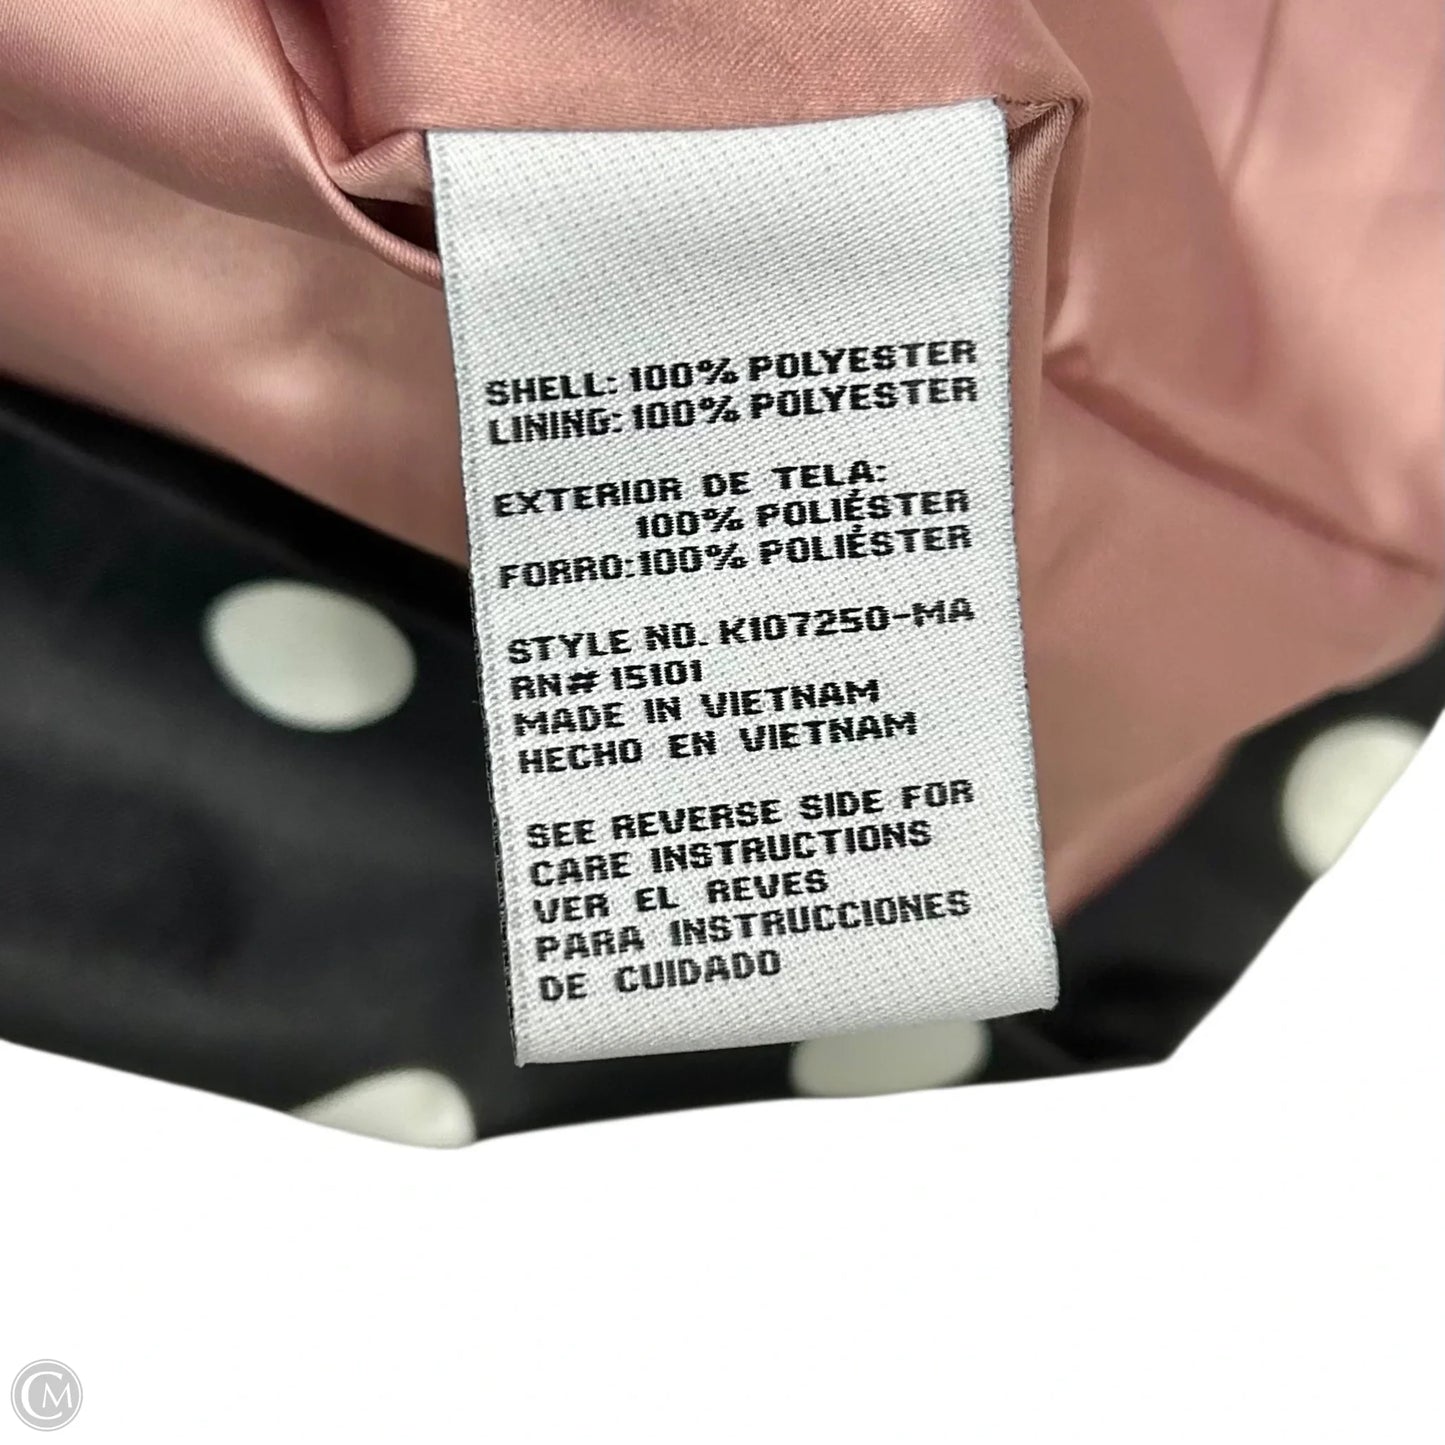 SHELL: 100% POLYESTER
LINING: 100% POLYESTER
EXTERIOR DE TELA:
100% POLIÉSTER
FORRO: 100% POLIÉSTER
STYLE NO. K107250-MA
RN# 15101
MADE IN VIETNAM
HECHO EN VIETNAM
SEE REVERSE SIDE FOR
CARE INSTRUCTIONS
VER EL REVES
PARA INSTRUCCIONES
DE CUIDADO
CM